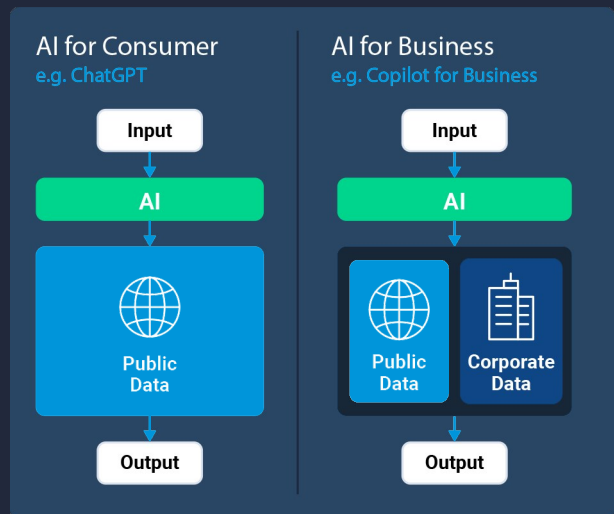 AI for Consumer
e.g. ChatGPT
Input
AI
Public
Data
Output
AI for Business
e.g. Copilot for Business
Input
AI
Public
Data
Corporate
Data
Output